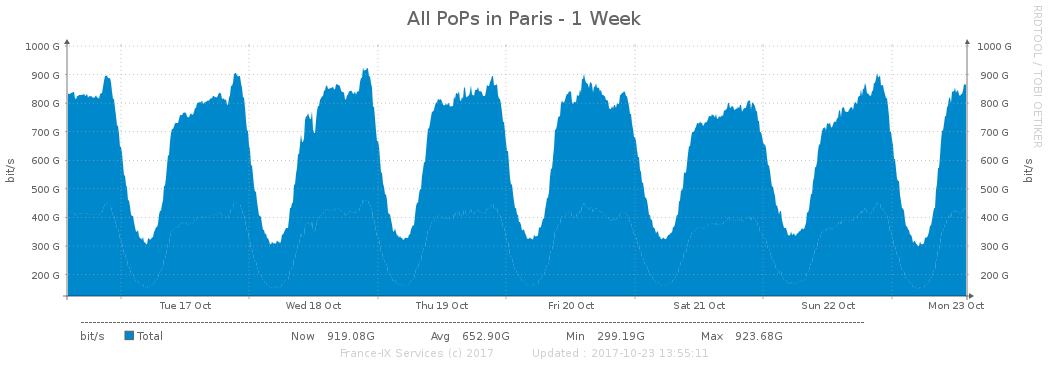 All PoPs in Paris - 1 Week
RRDTOOL / TOBI OETIKER
1000 G 1000 G
900 G 900 G
800 G 800 G
700 G 700 G
600 G 600 G
500 G 500 G
400 G 400 G
300 G 300 G
200 G 200 G
bit/s
bit/s
Tue 17 Oct Wed 18 Oct Thu 19 Oct Fri 20 Oct Sat 21 Oct Sun 22 Oct Mon 23 Oct
bit/s Total Now 919.08G Avg 652.90G Min 299.19G Max 923.68G
France-IX Services (c) 2017 Updated : 2017-10-23 13:55:11